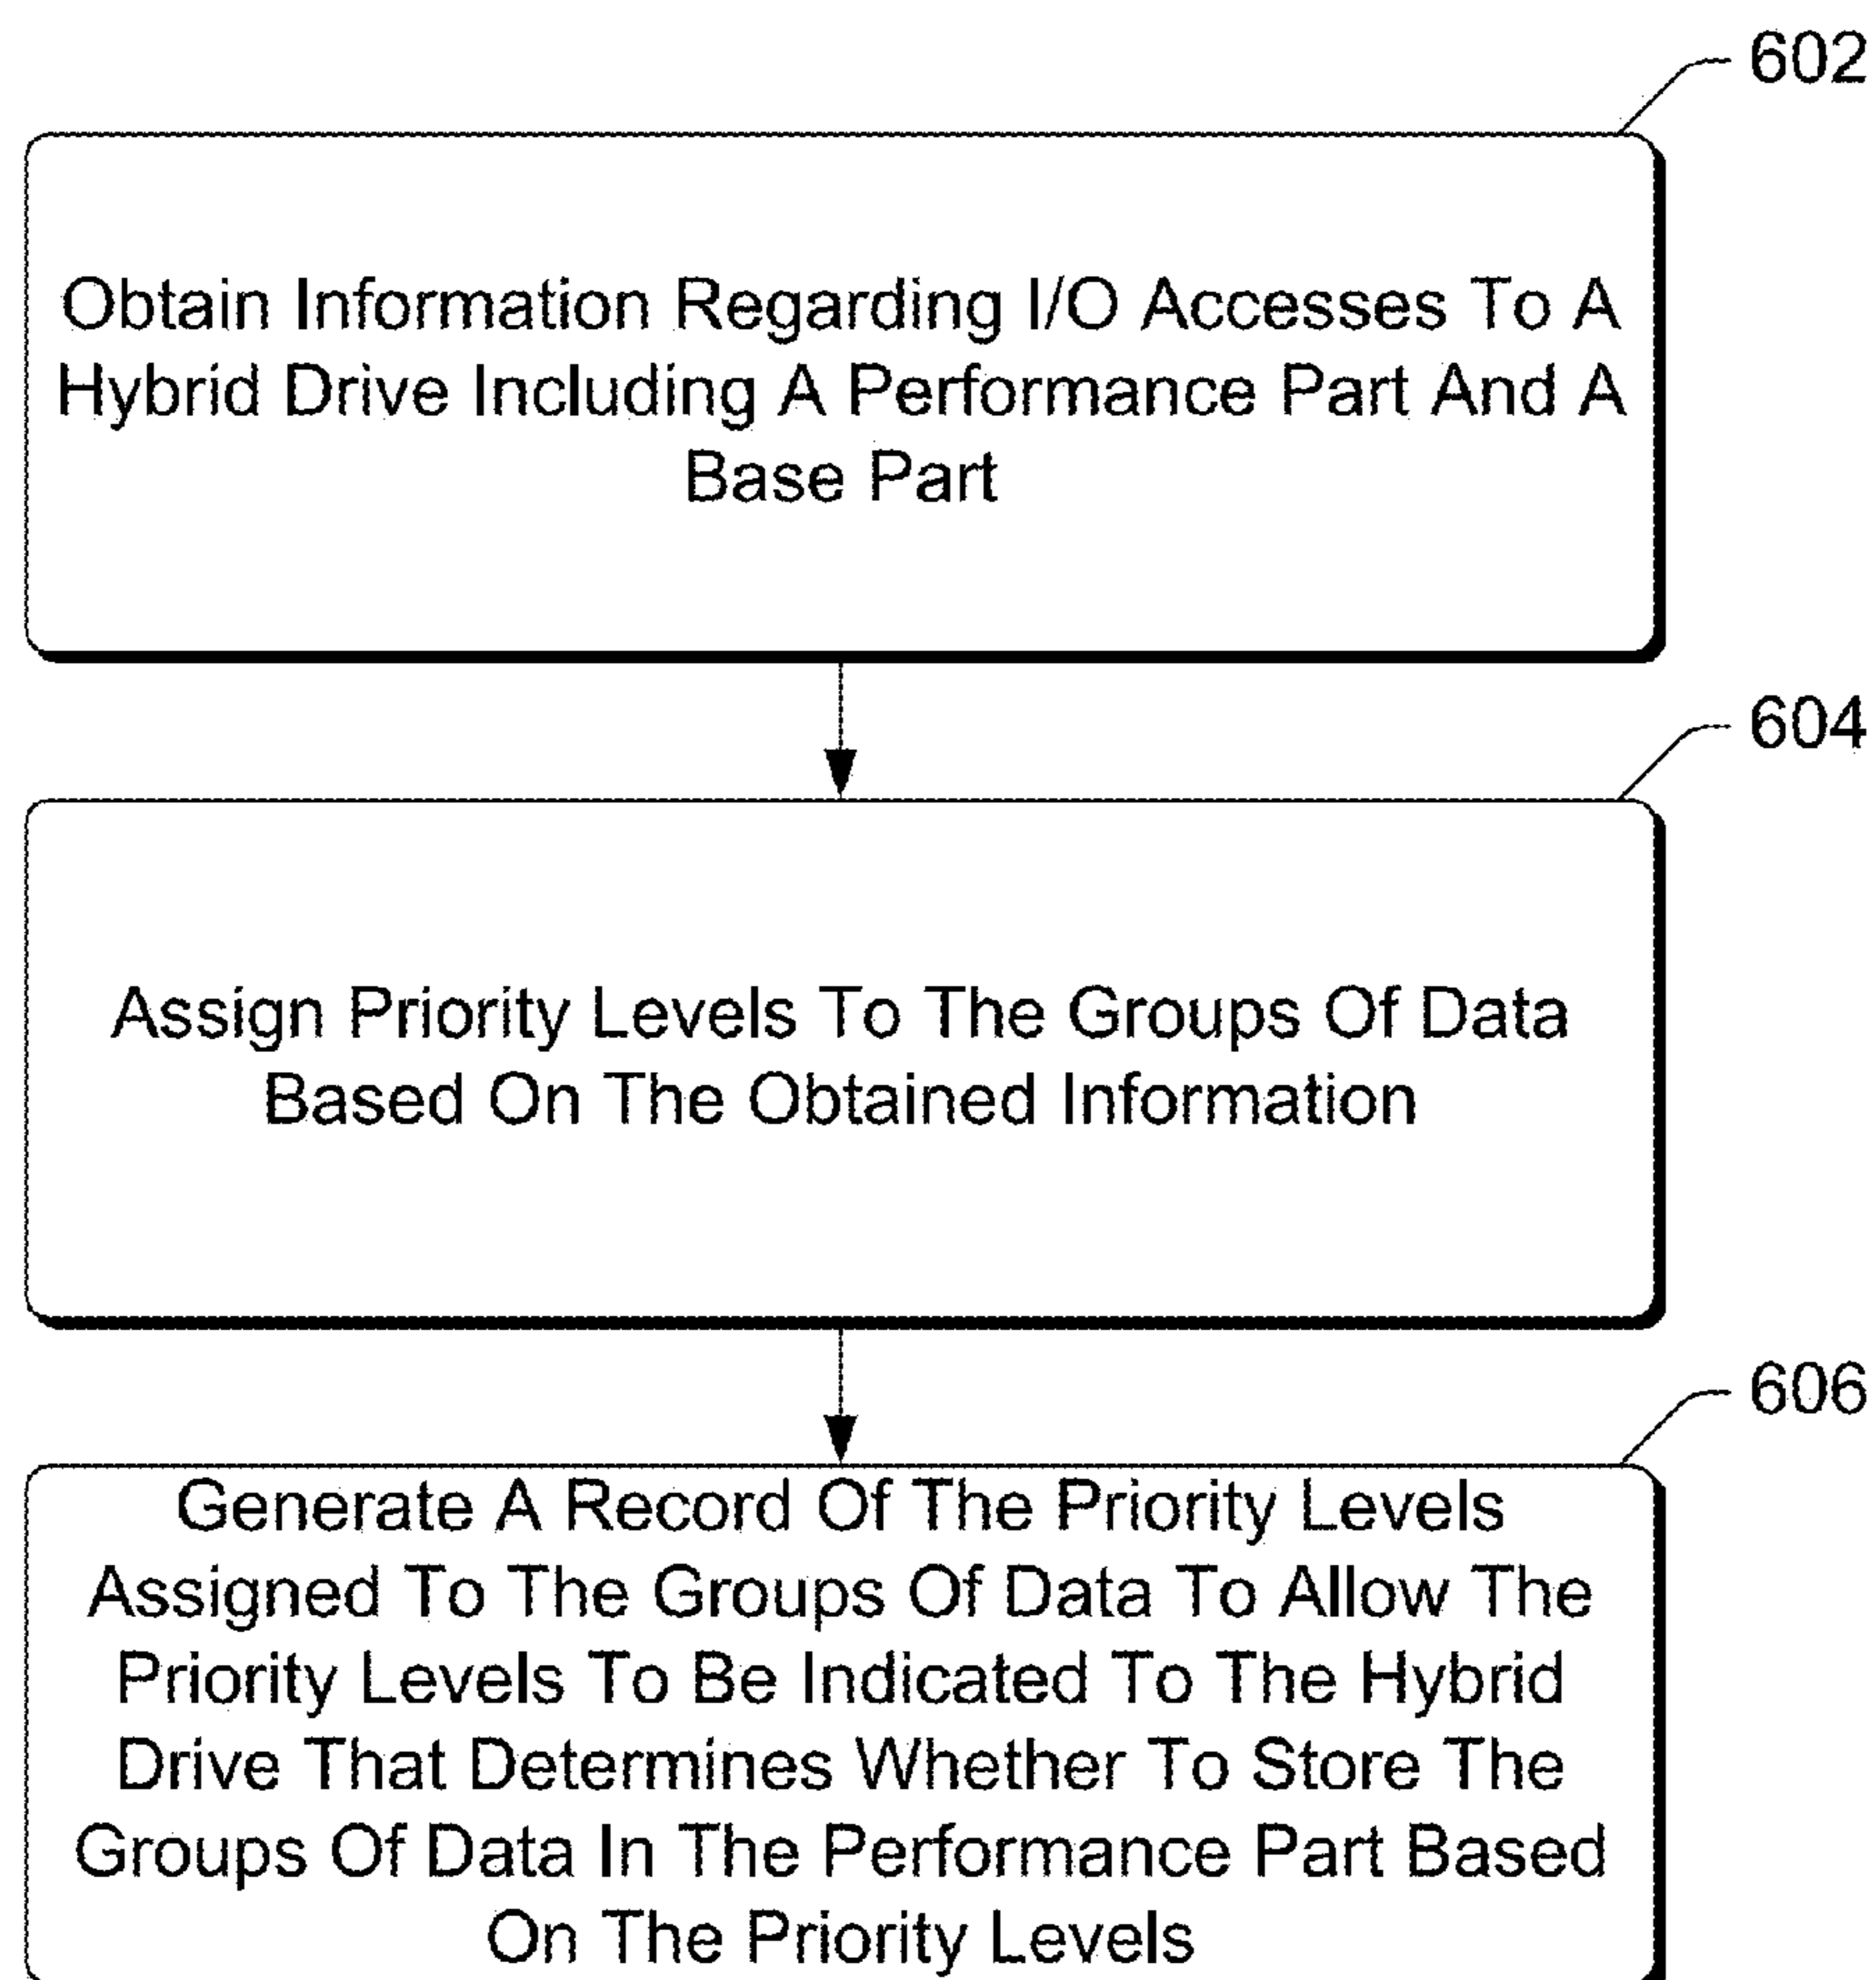 602
Obtain Information Regarding I/O Accesses To A
Hybrid Drive Including A Performance Part And A
Base Part
604
Assign Priority Levels To The Groups Of Data
Based On The Obtained Information
606
Generate A Record Of The Priority Levels
Assigned To The Groups Of Data To Allow The
Priority Levels To Be Indicated To The Hybrid
Drive That Determines Whether To Store The
Groups Of Data In The Performance Part Based
On The Priority Levels